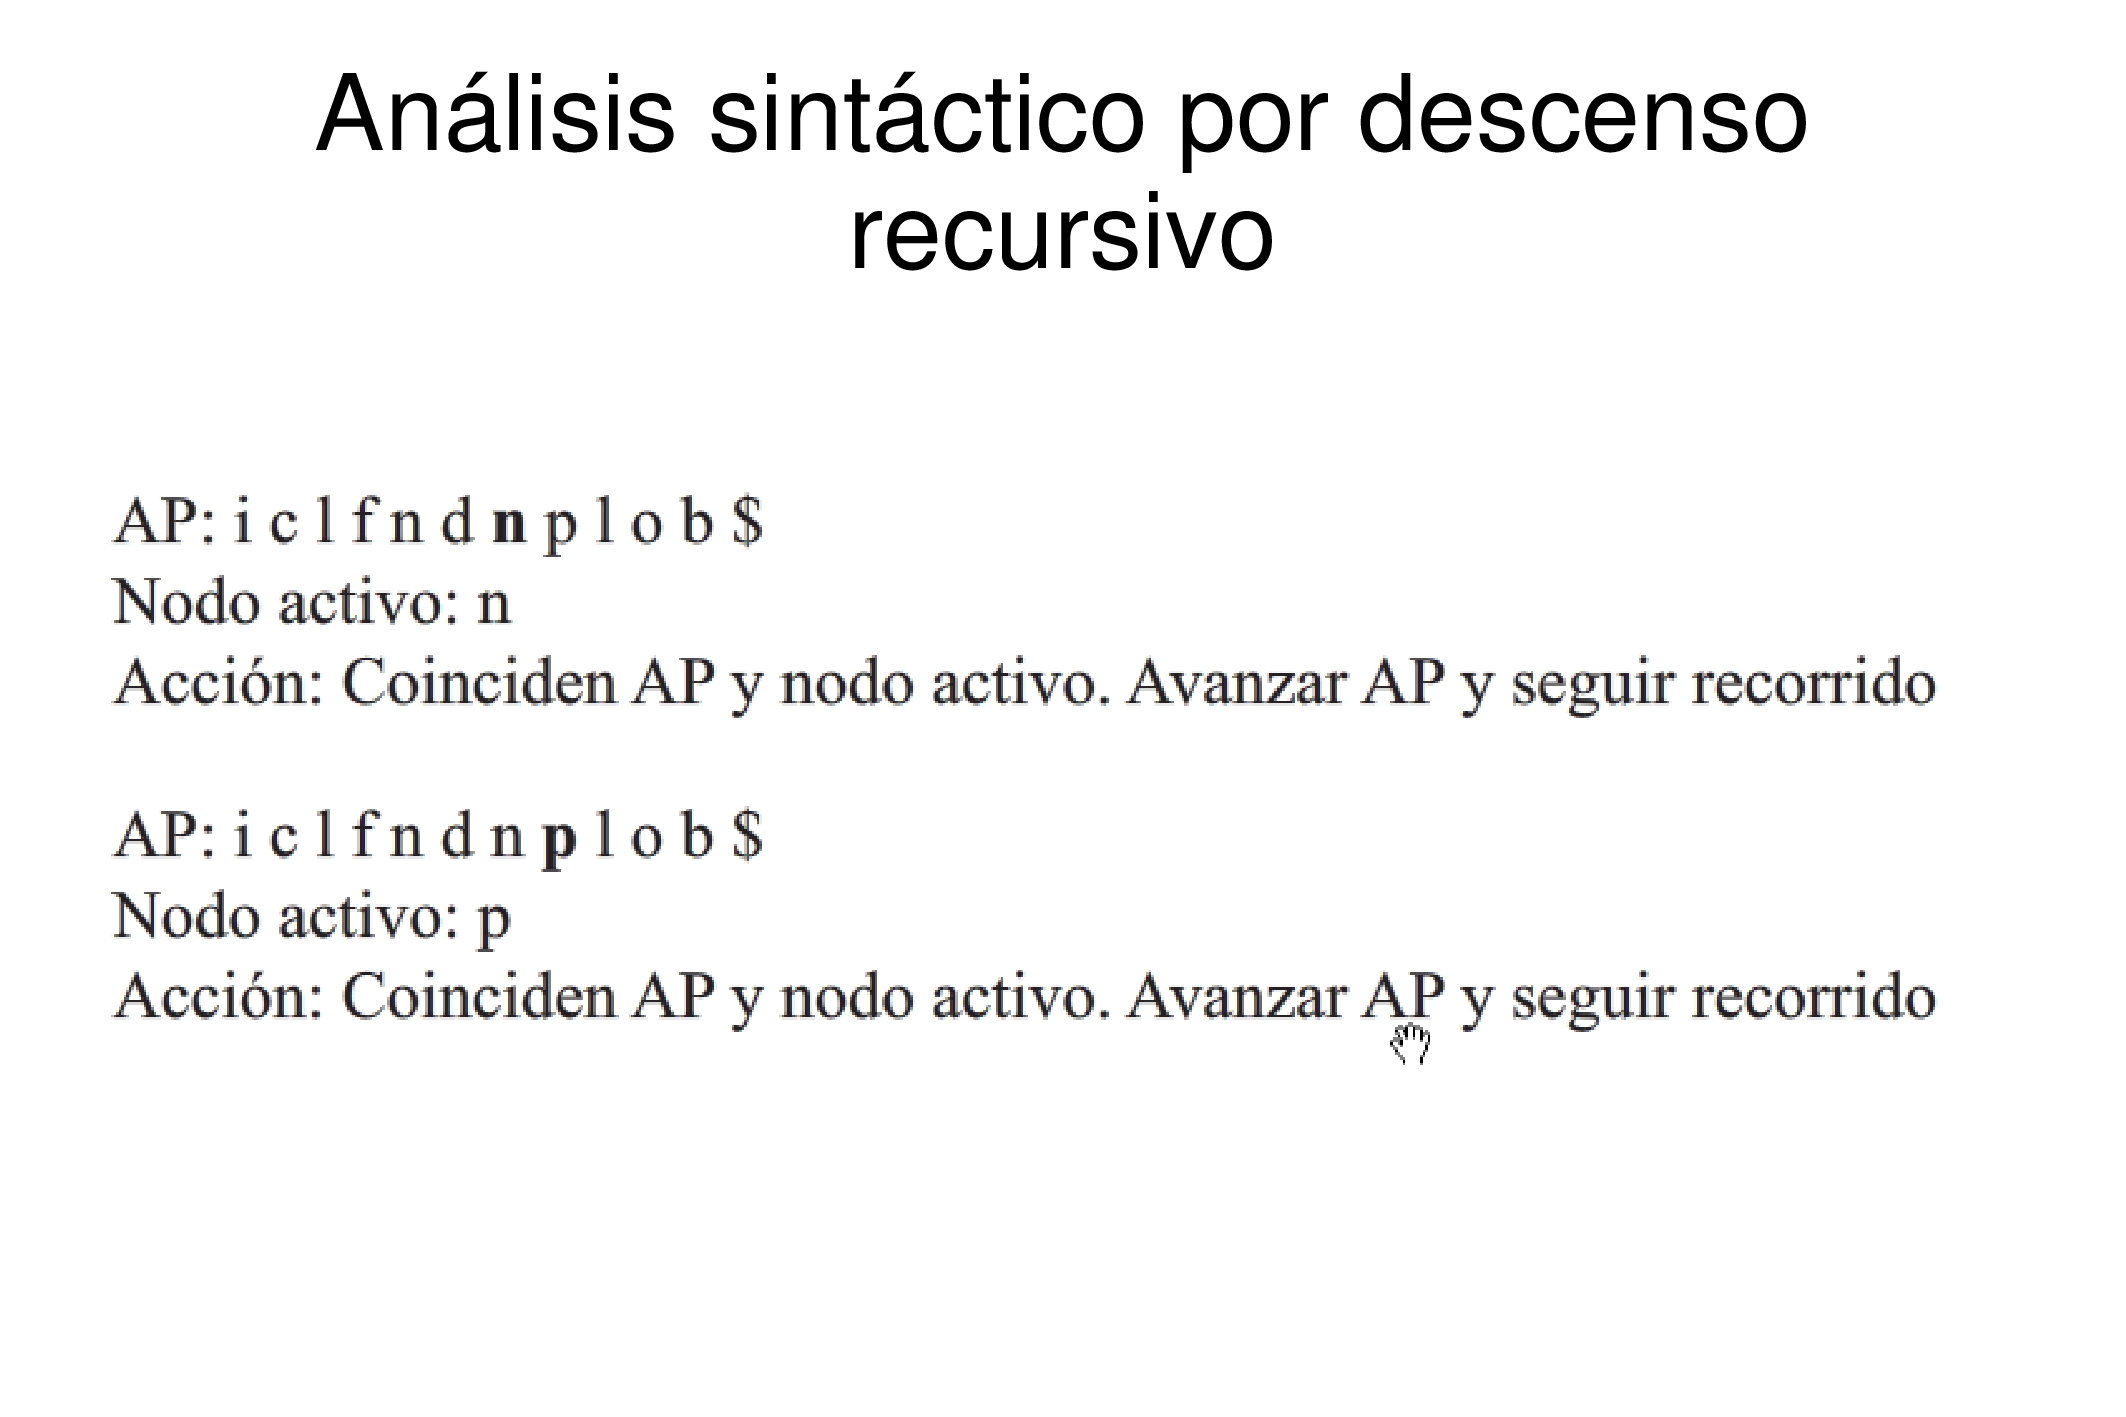 Análisis sintáctico por descenso
recursivo
AP: i c l f n d n p l o b $
Nodo activo: n
Acción: Coinciden AP y nodo activo. Avanzar AP y seguir recorrido
AP: i c l f n d n p l o b $
Nodo activo: p
Acción: Coinciden AP y nodo activo. Avanzar AP y seguir recorrido